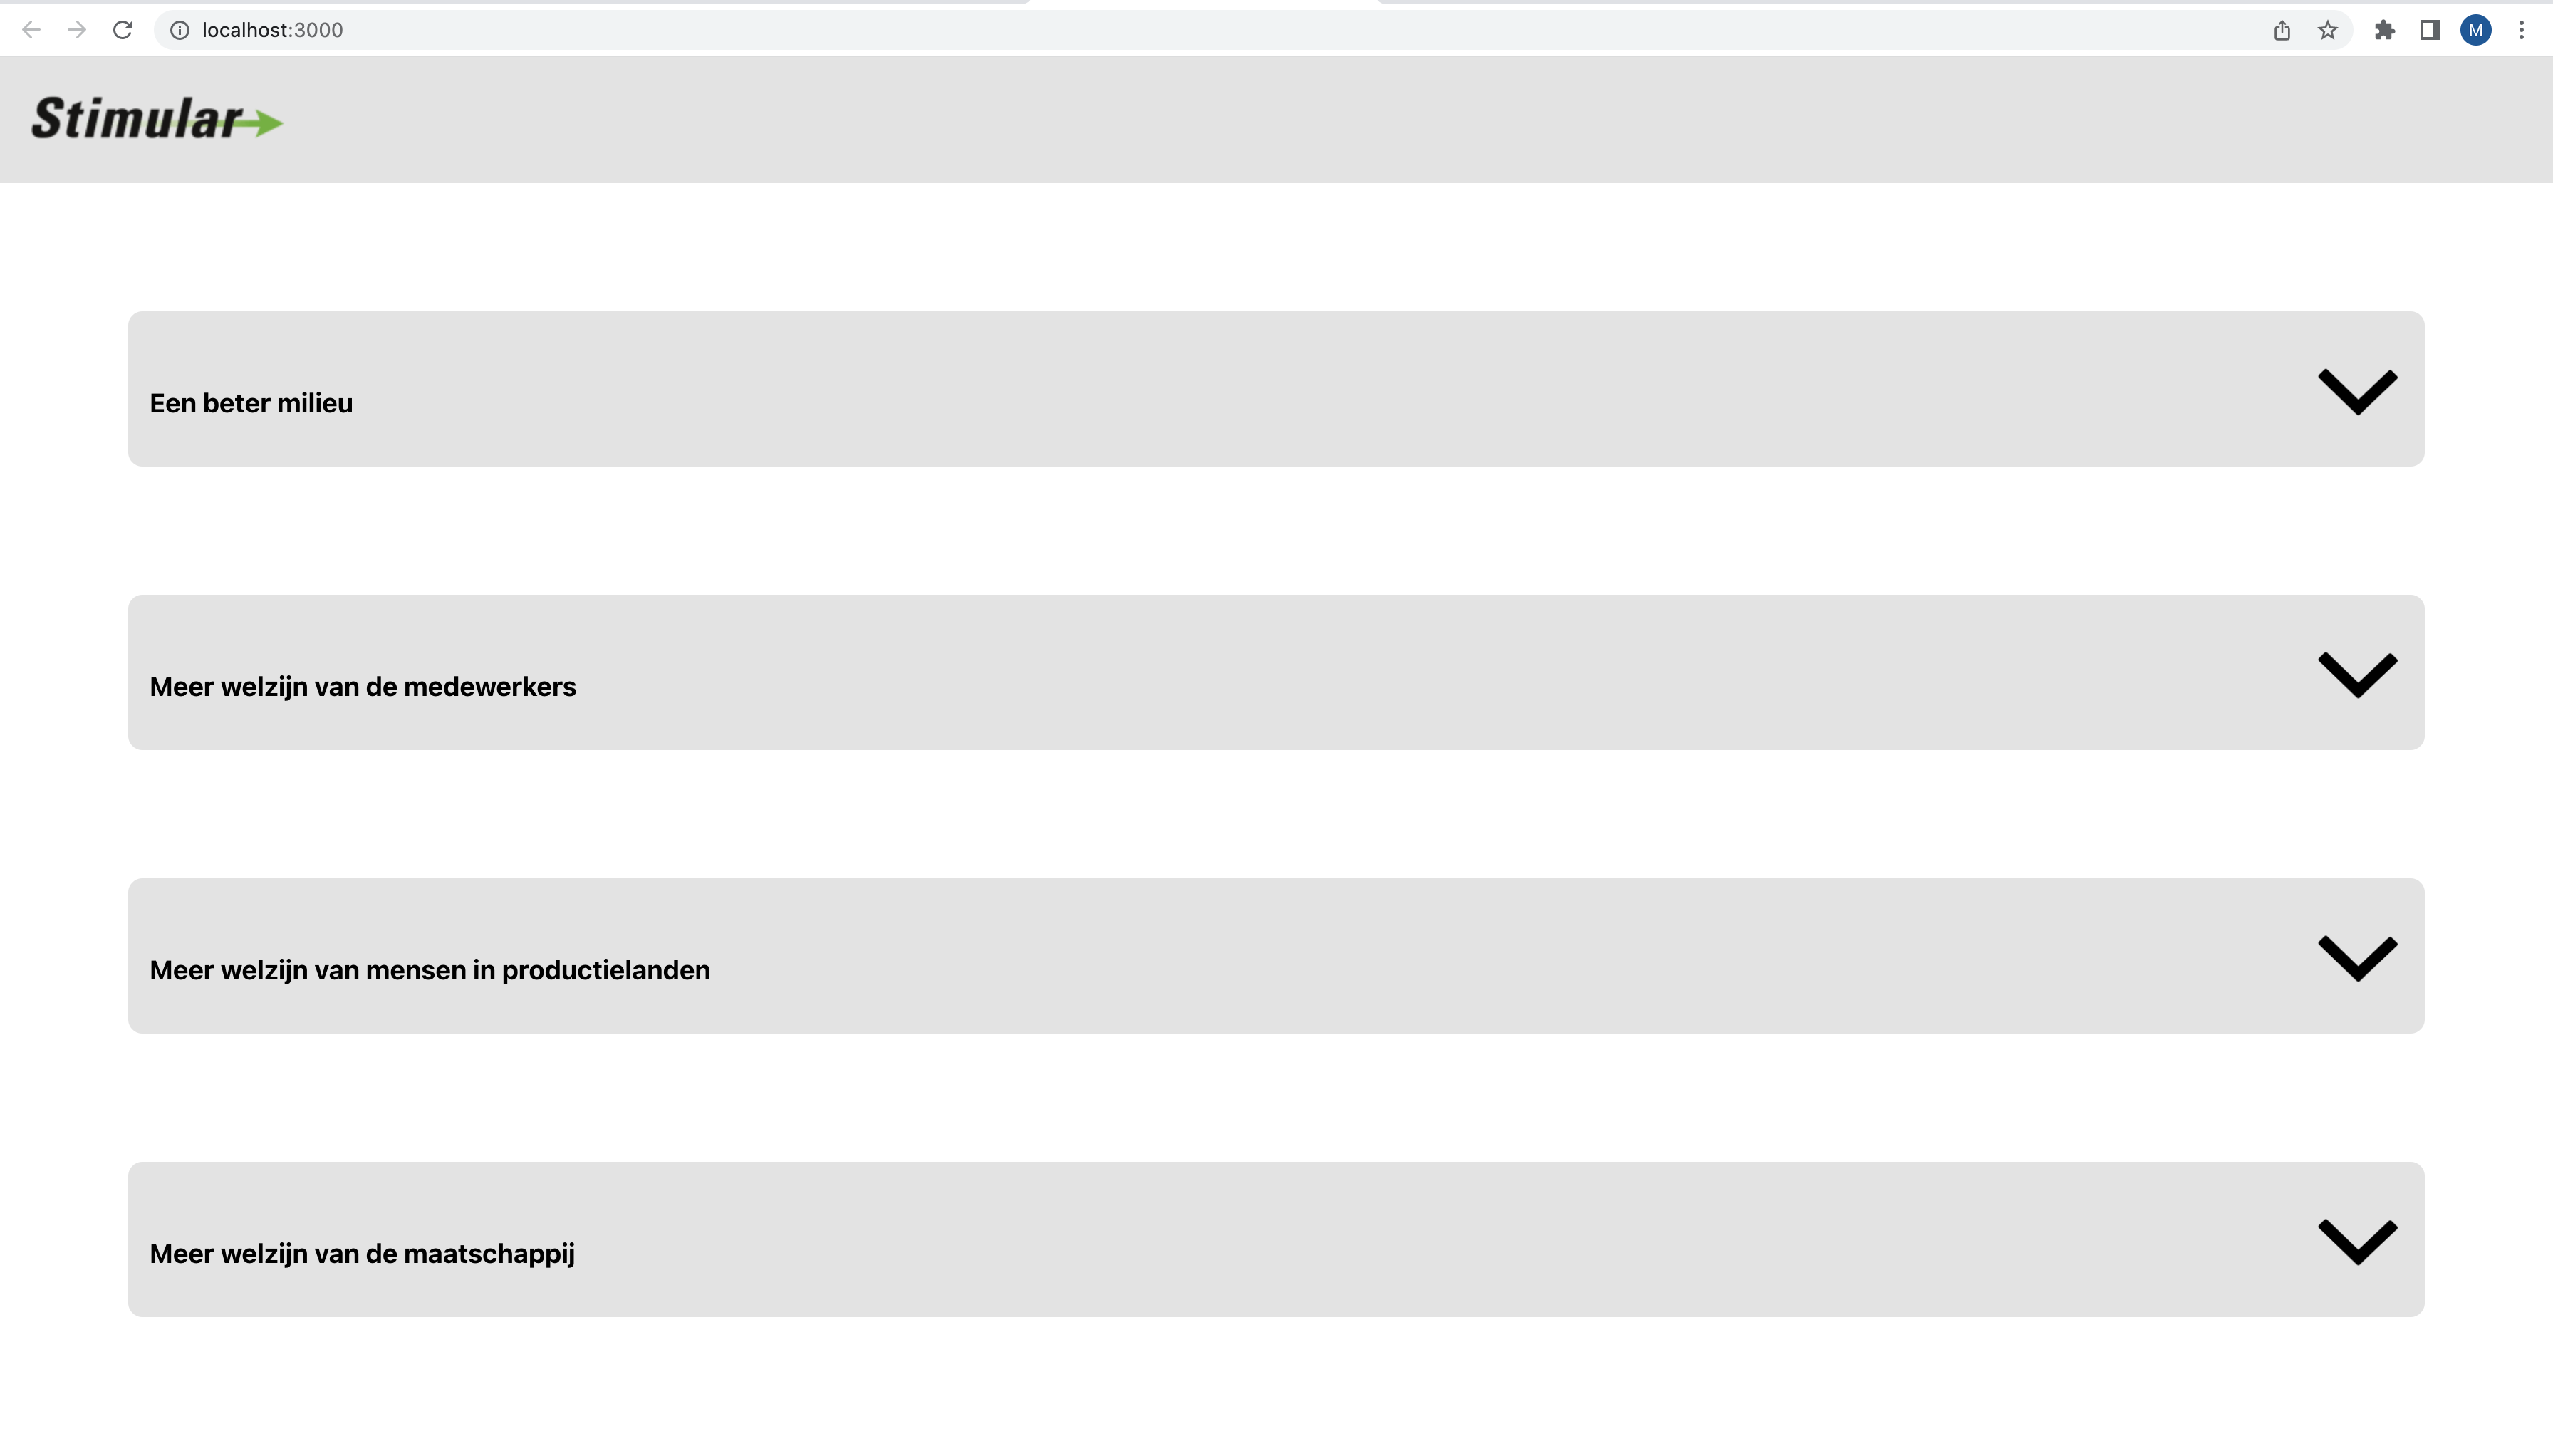 localhost:3000
M
Stimular
Een beter milieu
Meer welzijn van de medewerkers
Meer welzijn van mensen in productielanden
Meer welzijn van de maatschappij